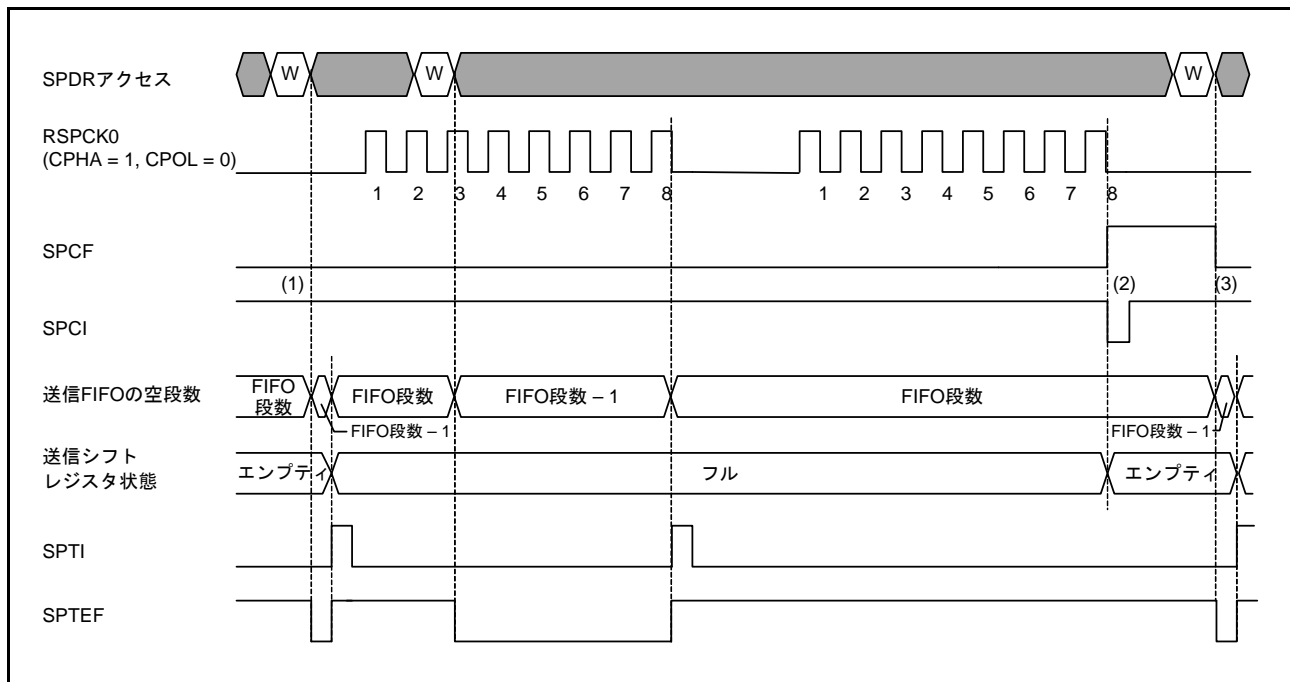 SPDRアクセス
W
W
W
RSPCK0
(CPHA = 1, CPOL = 0)
1 2 3 4 5 6 7 8
1 2 3 4 5 6 7 8
SPCF
(1)
(2)
(3)
SPCI
送信FIFOの空段数
FIFO
段数
FIFO段数
FIFO段数 – 1
FIFO段数
FIFO段数 – 1
FIFO段数 – 1
送信シフト
レジスタ状態
エンプティ
フル
エンプティ
SPTI
SPTEF